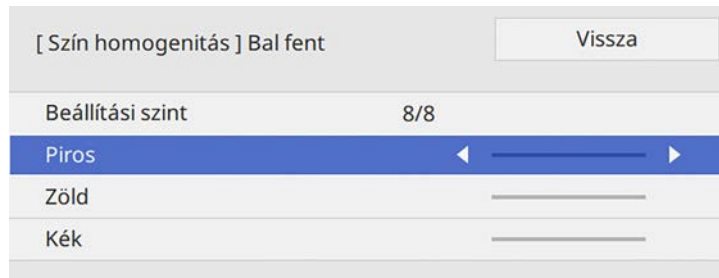 [ Szín homogenitás ] Bal fent
Vissza
Beállítási szint 8/8
Piros
Zöld
Kék